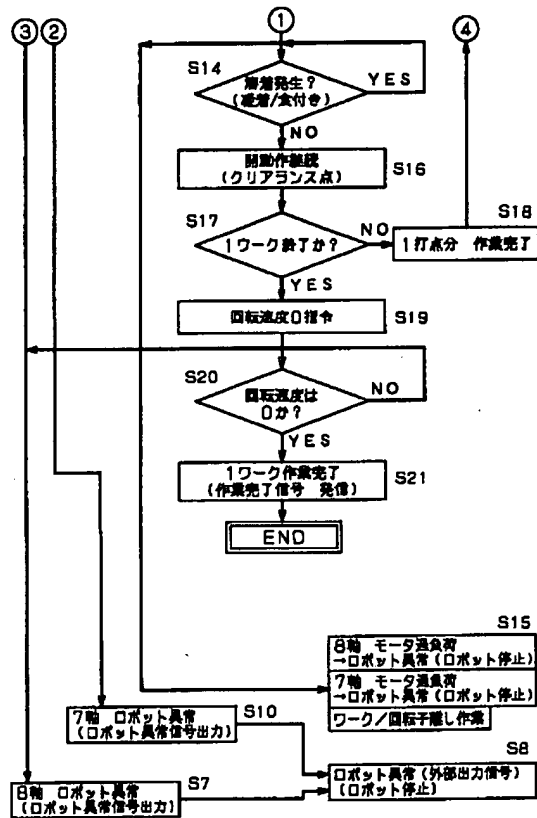 ③ ② ① ④
S14
溶着発生?
(凝着/食付き)
YES
NO
開動作継続
(クリアランス点)
S16
S17
1ワーク終了か?
NO
S18
1打点分 作業完了
YES
回転速度0指令
S19
S20
回転速度は
0か?
NO
YES
1ワーク作業完了
(作業完了信号 発信)
S21
END
S15
8軸 モータ過負荷
→ロボット異常(ロボット停止)
7軸 モータ過負荷
→ロボット異常(ロボット停止)
ワーク/回転子離し作業
7軸 ロボット異常
(ロボット異常信号出力)
S10
S8
ロボット異常(外部出力信号)
(ロボット停止)
8軸 ロボット異常
(ロボット異常信号出力)
S7